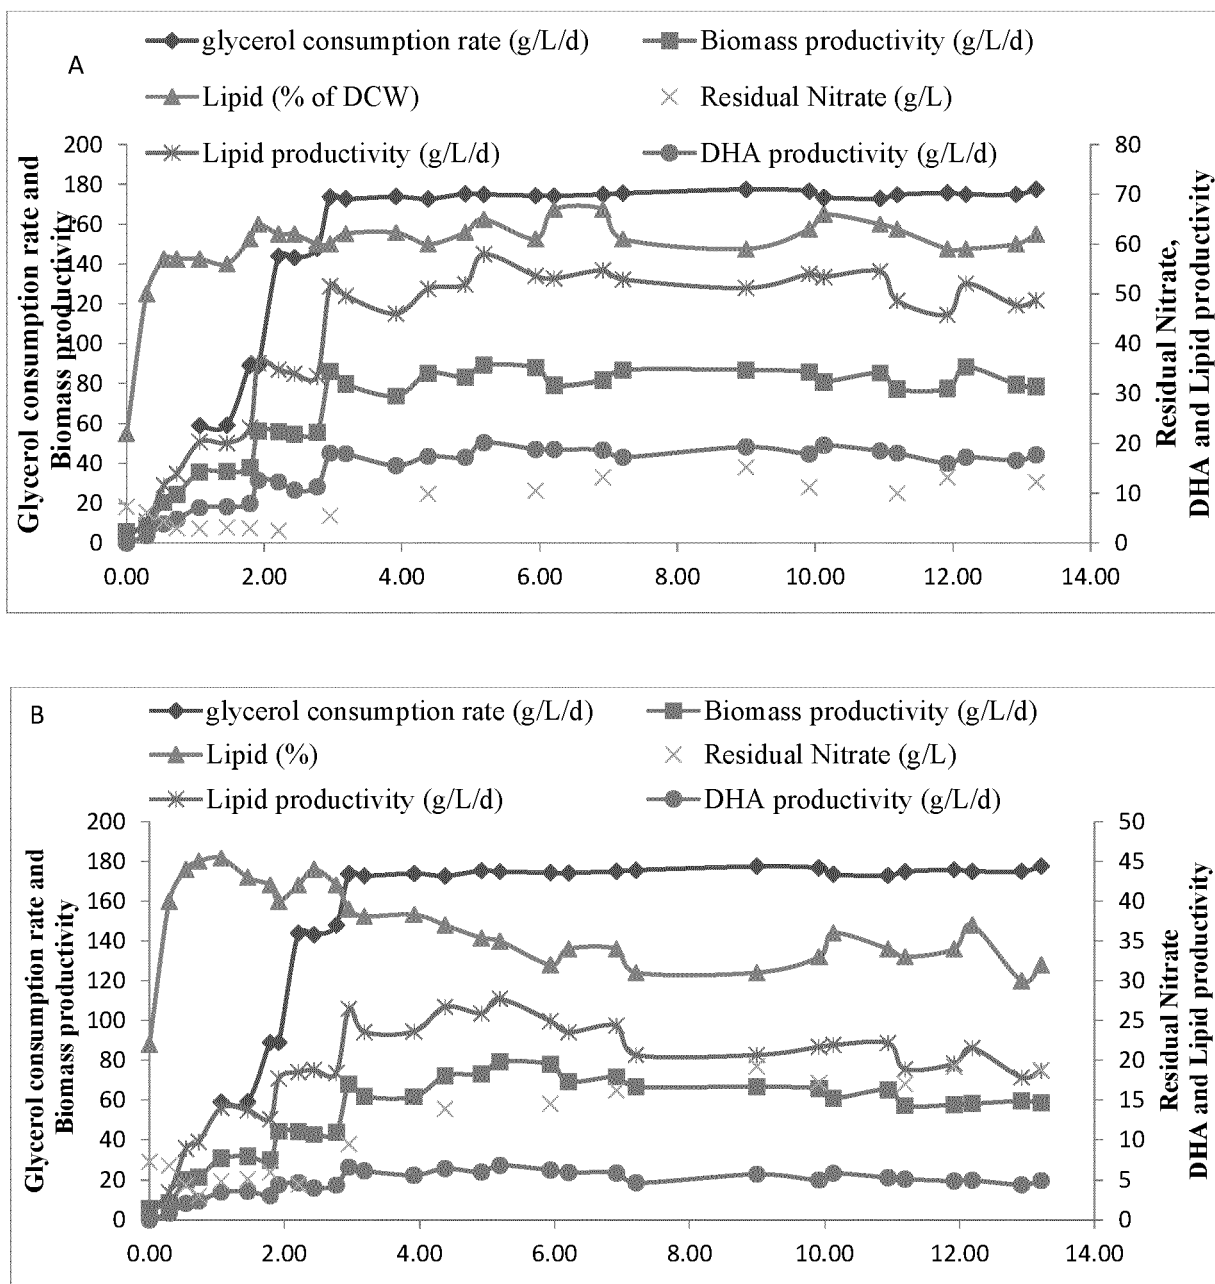 A
glycerol consumption rate (g/L/d)
Biomass productivity (g/L/d)
Lipid (% of DCW)
Residual Nitrate (g/L)
Lipid productivity (g/L/d)
DHA productivity (g/L/d)
Glycerol consumption rate and
Biomass productivity
200
180
160
140
120
100
80
60
40
20
0
80
70
60
50
40
30
20
10
0
Residual Nitrate,
DHA and Lipid productivity
0.00 2.00 4.00 6.00 8.00 10.00 12.00 14.00
B
glycerol consumption rate (g/L/d)
Biomass productivity (g/L/d)
Lipid (%)
Residual Nitrate (g/L)
Lipid productivity (g/L/d)
DHA productivity (g/L/d)
Glycerol consumption rate and
Biomass productivity
200
180
160
140
120
100
80
60
40
20
0
50
45
40
35
30
25
20
15
10
5
0
Residual Nitrate
DHA and Lipid productivity
0.00 2.00 4.00 6.00 8.00 10.00 12.00 14.00